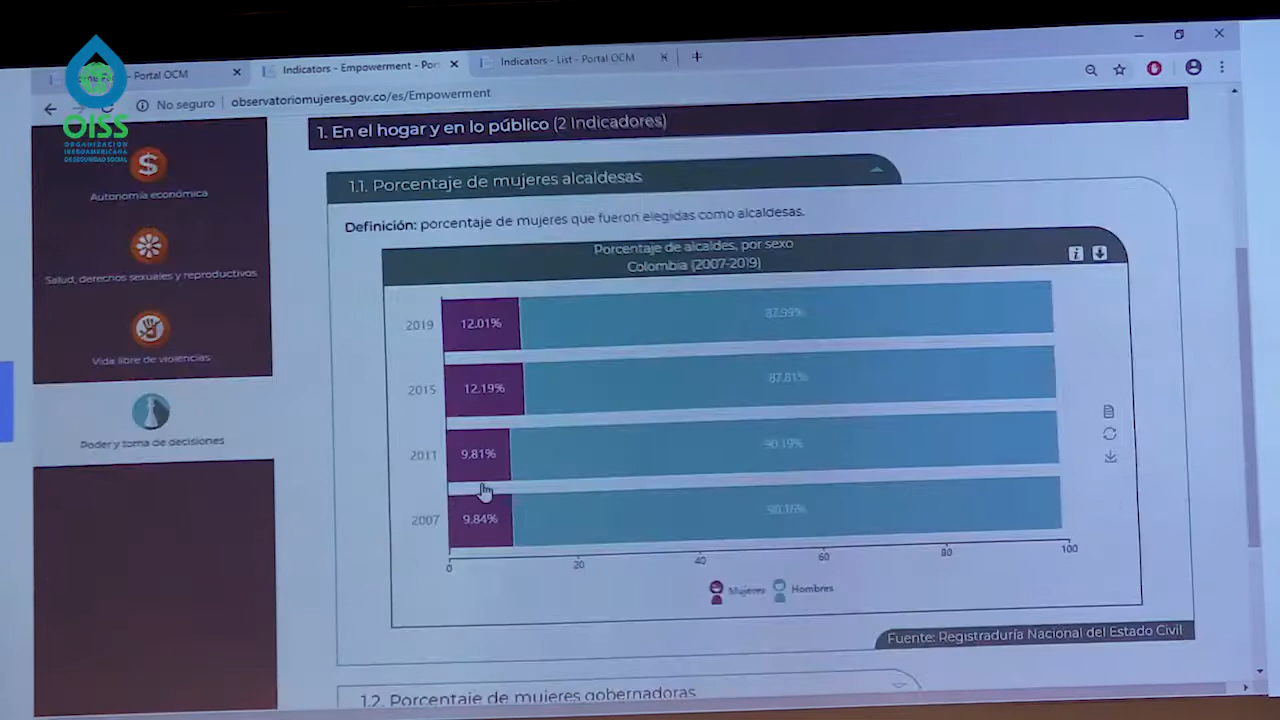 Portal OCM
Indicators - Empowerment - Por
Indicators - List - Portal OCM
No seguro
observatoriomujeres.gov.co/es/Empowerment
OISS
ORGANIZACIÓN
IBEROAMERICANA
DE SEGURIDAD SOCIAL
Autonomía económica
Salud, derechos sexuales y reproductivos
Vida libre de violencias
Poder y toma de decisiones
1. En el hogar y en lo público (2 Indicadores)
1.1. Porcentaje de mujeres alcaldesas
Definición: porcentaje de mujeres que fueron elegidas como alcaldesas.
Porcentaje de alcaldes, por sexo
Colombia (2007-2019)
2019 12.01% 87.99%
2015 12.19% 87.81%
2011 9.81% 90.19%
2007 9.84% 90.16%
0 20 40 60 80 100
Mujeres Hombres
Fuente: Registraduría Nacional del Estado Civil
1.2. Porcentaje de mujeres gobernadoras